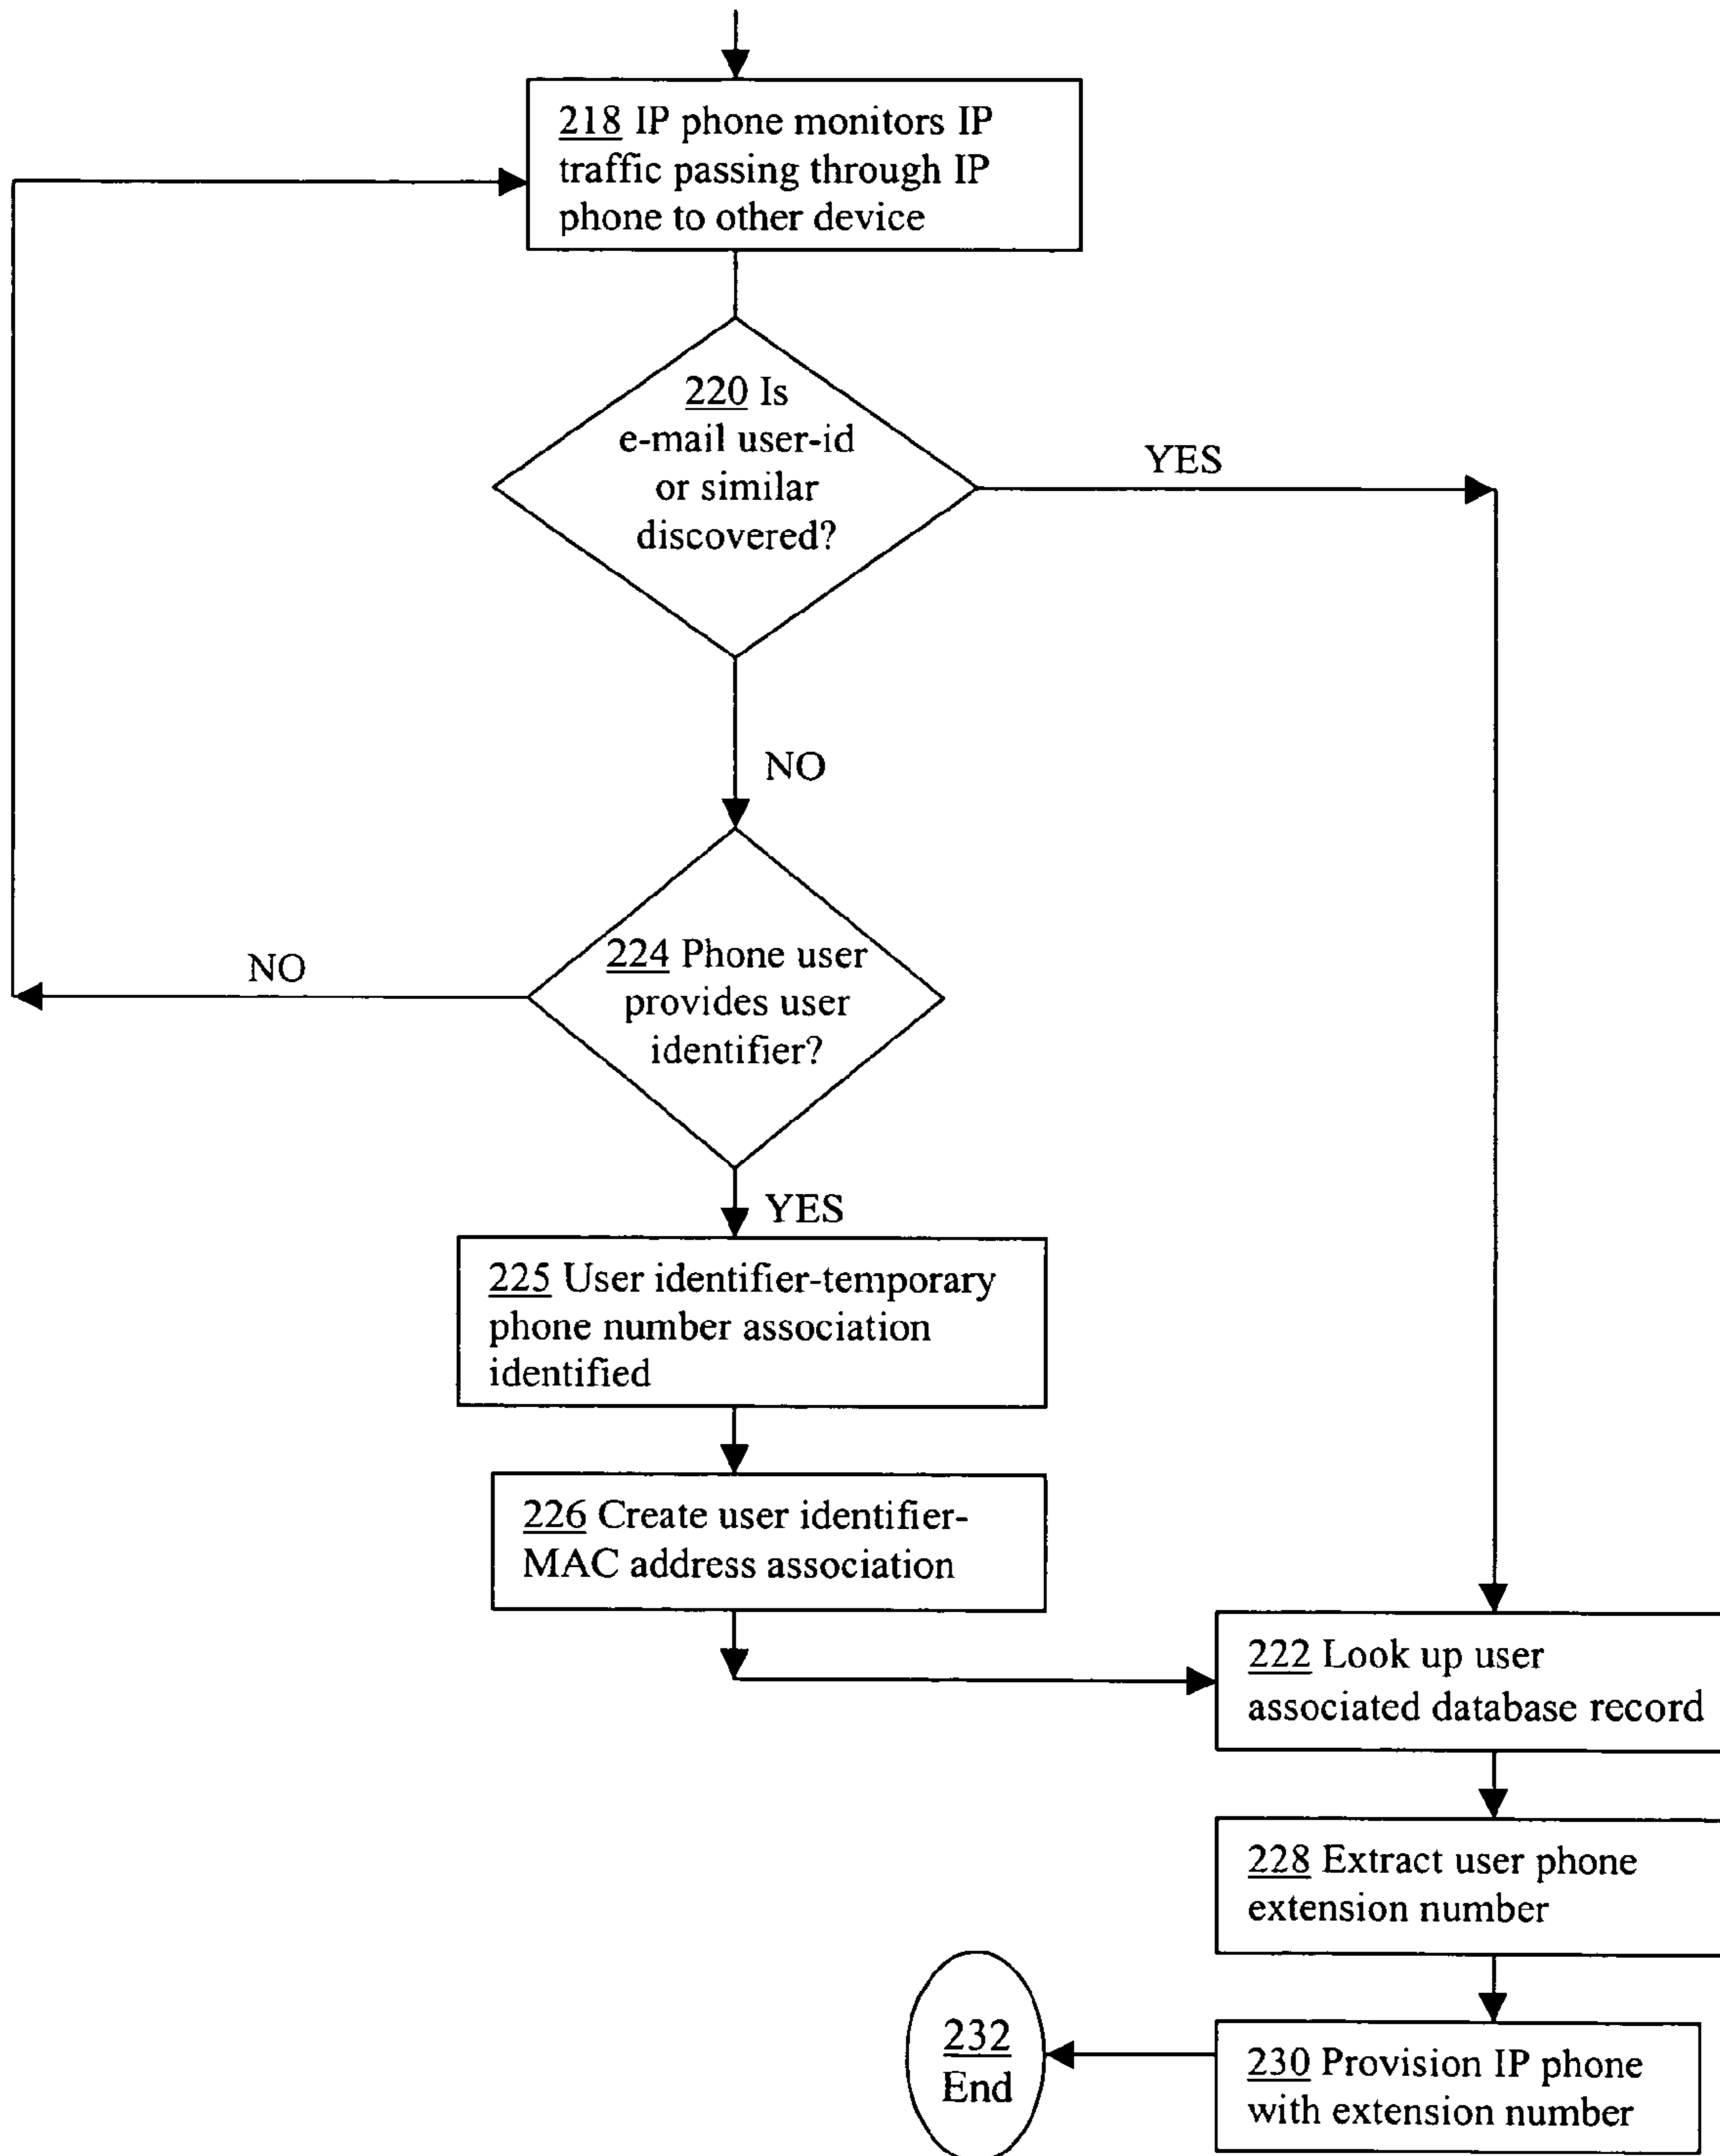 218 IP phone monitors IP
traffic passing through IP
phone to other device
220 Is
e-mail user-id
or similar
discovered?
YES
NO
224 Phone user
provides user
identifier?
NO
YES
225 User identifier-temporary
phone number association
identified
226 Create user identifier-
MAC address association
222 Look up user
associated database record
228 Extract user phone
extension number
230 Provision IP phone
with extension number
232
End